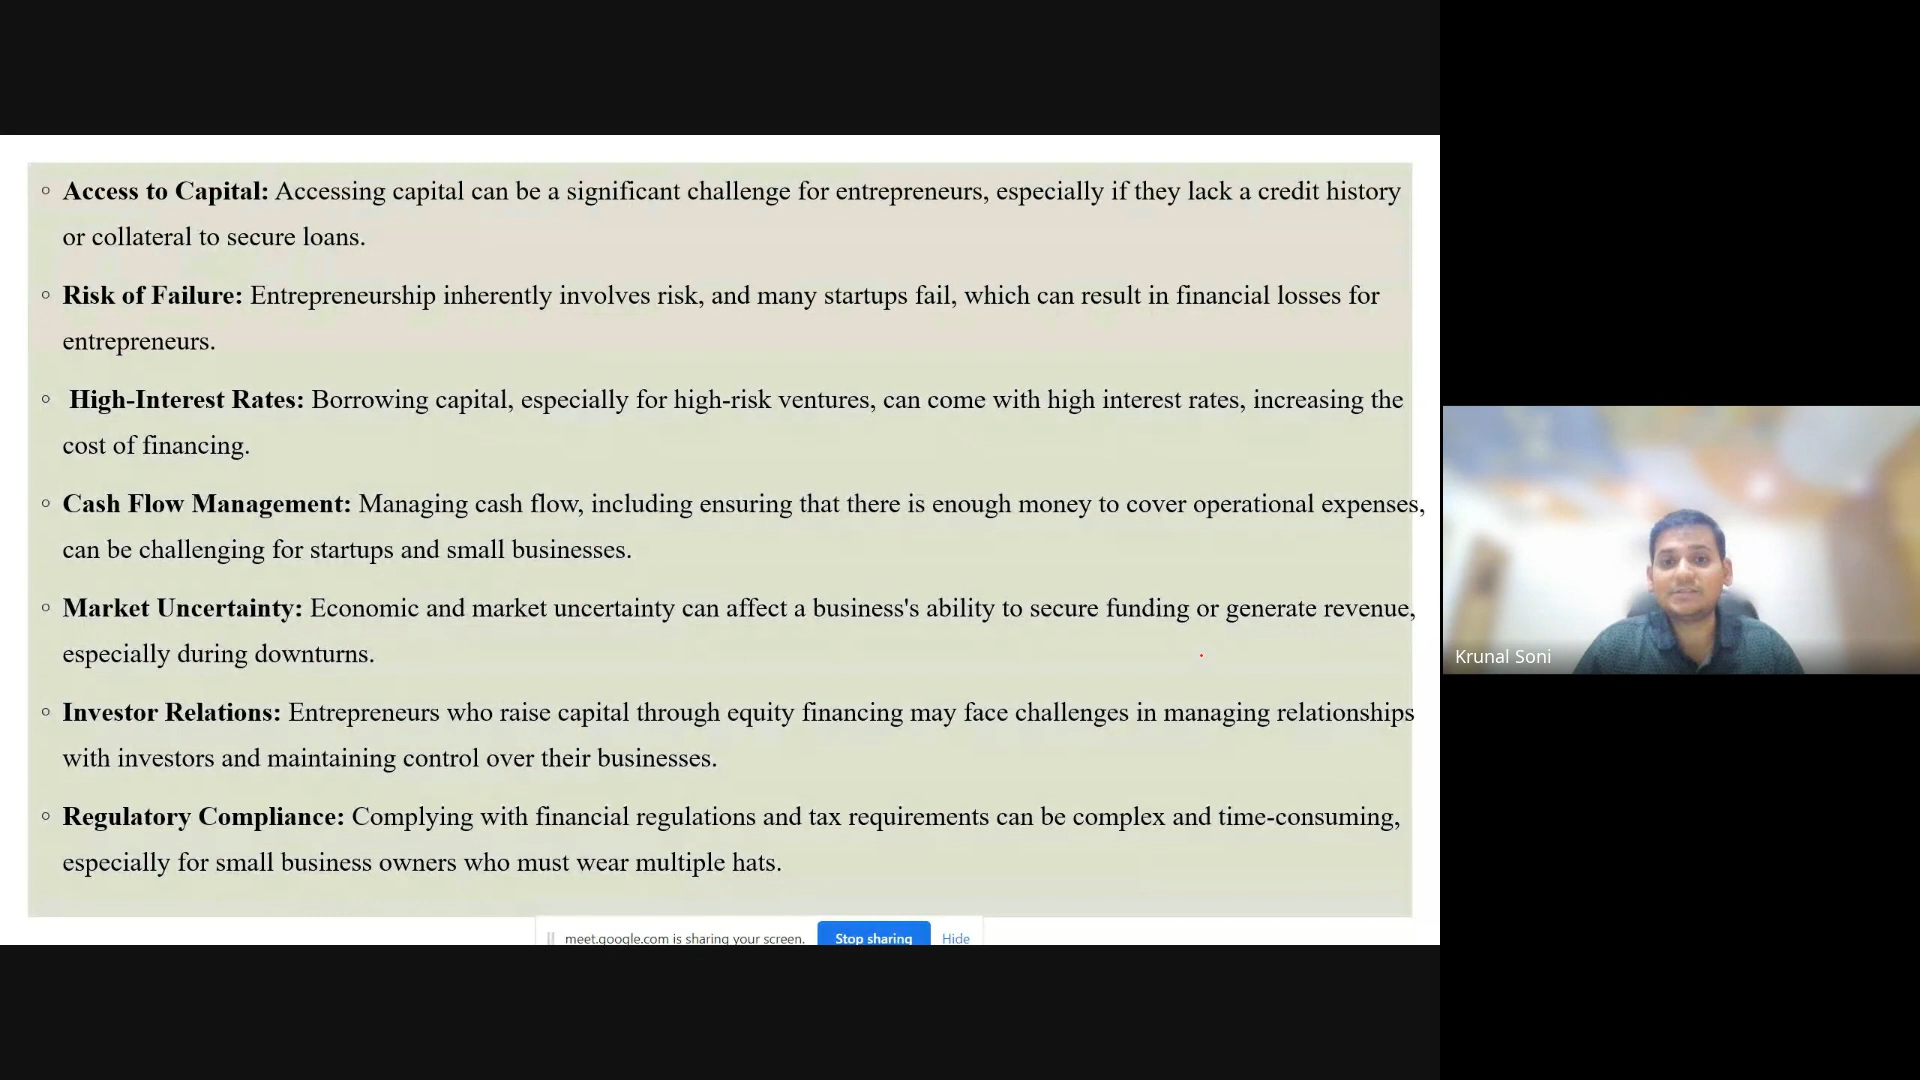 ◦ Access to Capital: Accessing capital can be a significant challenge for entrepreneurs, especially if they lack a credit history
or collateral to secure loans.
◦ Risk of Failure: Entrepreneurship inherently involves risk, and many startups fail, which can result in financial losses for
entrepreneurs.
◦ High-Interest Rates: Borrowing capital, especially for high-risk ventures, can come with high interest rates, increasing the
cost of financing.
◦ Cash Flow Management: Managing cash flow, including ensuring that there is enough money to cover operational expenses,
can be challenging for startups and small businesses.
◦ Market Uncertainty: Economic and market uncertainty can affect a business's ability to secure funding or generate revenue,
especially during downturns.
◦ Investor Relations: Entrepreneurs who raise capital through equity financing may face challenges in managing relationships
with investors and maintaining control over their businesses.
◦ Regulatory Compliance: Complying with financial regulations and tax requirements can be complex and time-consuming,
especially for small business owners who must wear multiple hats.
meet.google.com is sharing your screen. Stop sharing Hide
Krunal Soni